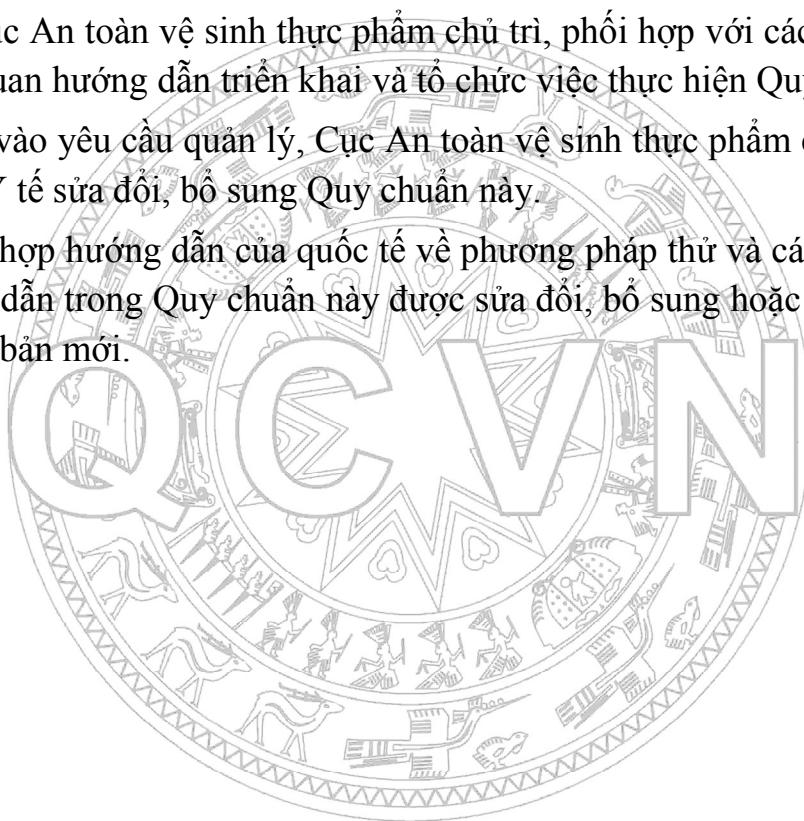 ục An toàn vệ sinh thực phẩm chủ trì, phối hợp với các
uan hướng dẫn triển khai và tổ chức việc thực hiện Quy
vào yêu cầu quản lý, Cục An toàn vệ sinh thực phẩm c
Y tế sửa đổi, bổ sung Quy chuẩn này.
hợp hướng dẫn của quốc tế về phương pháp thử và cá
dẫn trong Quy chuẩn này được sửa đổi, bổ sung hoặc
bản mới.
QCVN